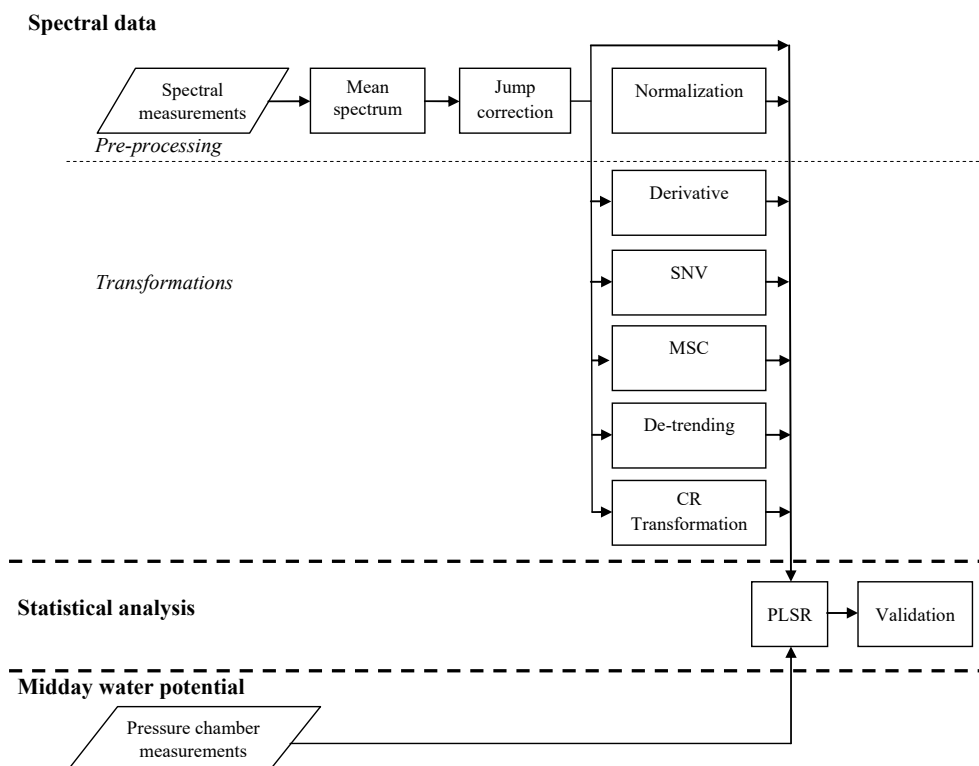 Spectral data
Spectral
measurements
Mean
spectrum
Jump
correction
Normalization
Pre-processing
Derivative
Transformations
SNV
MSC
De-trending
CR
Transformation
Statistical analysis
PLSR
Validation
Midday water potential
Pressure chamber
measurements